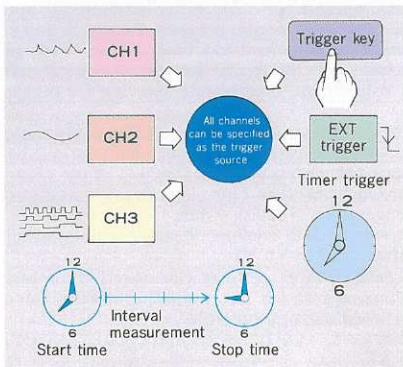 CH1
Trigger key
All channels
can be specified
as the trigger
source
CH2
EXT
trigger
Timer trigger
CH3
12
6
12
6
Interval
measurement
12
6
Start time
Stop time